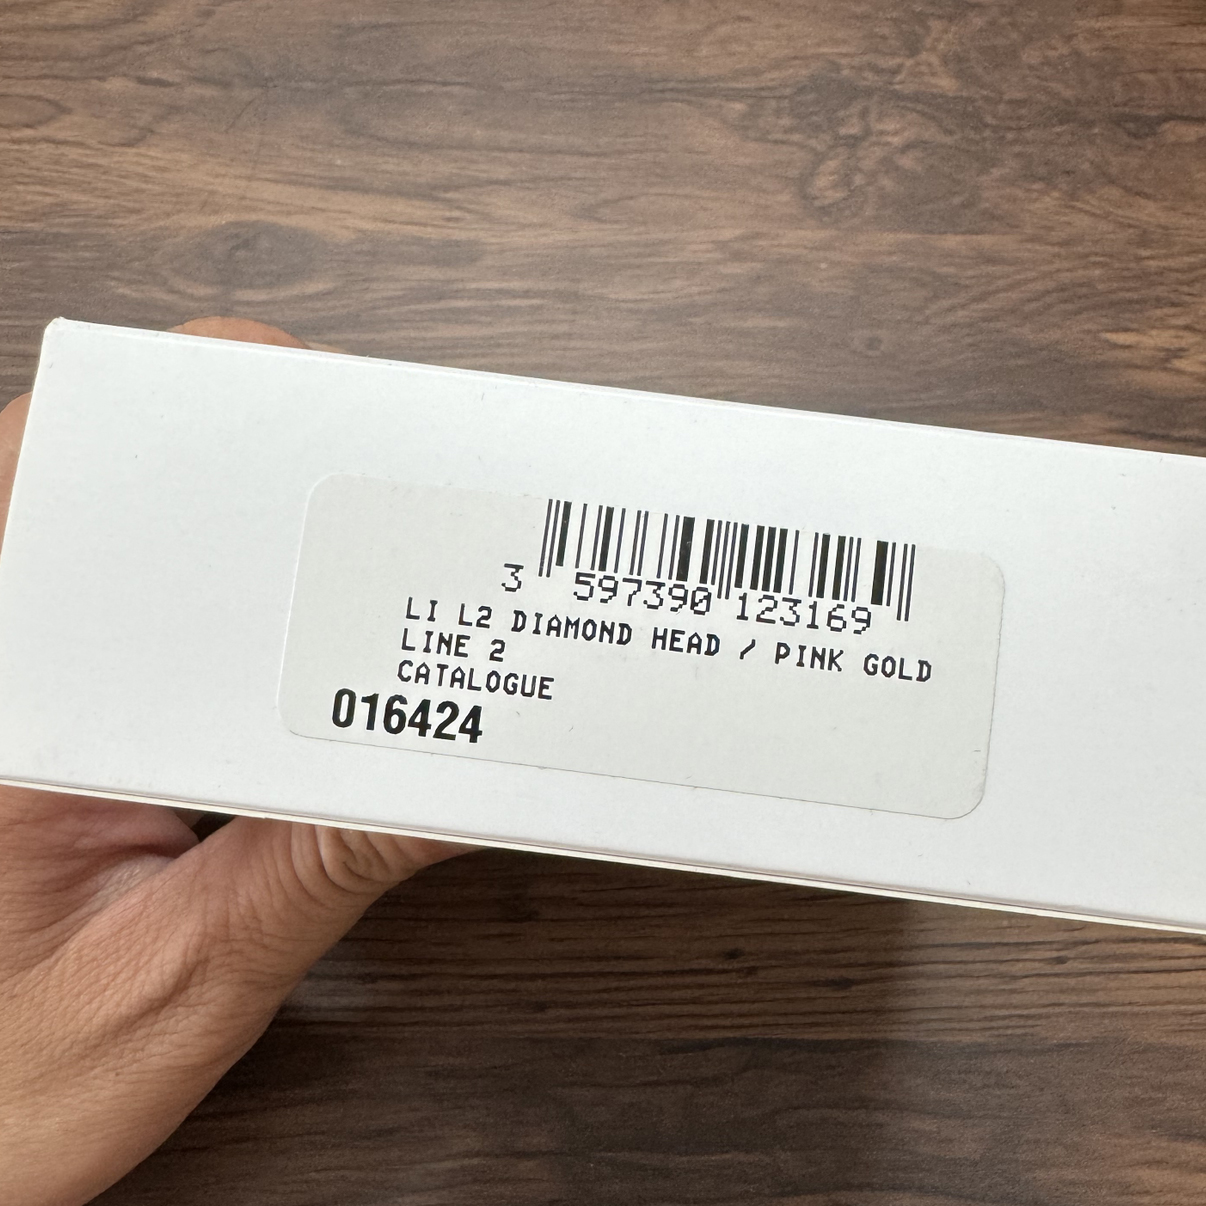 3 597390 123169
LI L2 DIAMOND HEAD / PINK GOLD
LINE 2
CATALOGUE
016424